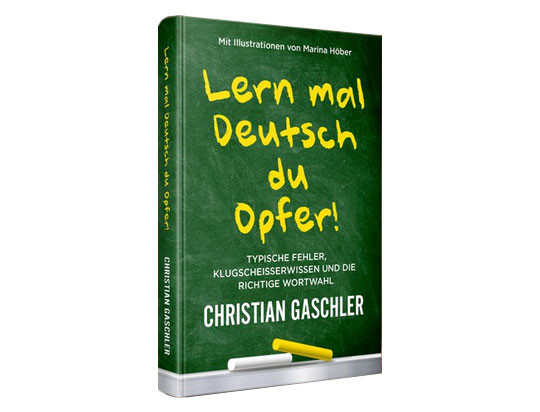 Mit Illustrationen von Marina Höber
Lern mal
Deutsch
du
Opfer!
TYPISCHE FEHLER,
KLUGSCHEISSERWISSEN UND DIE
RICHTIGE WORTWAHL
CHRISTIAN GASCHLER
Lern mal Deutsch du Opfer!
CHRISTIAN GASCHLER